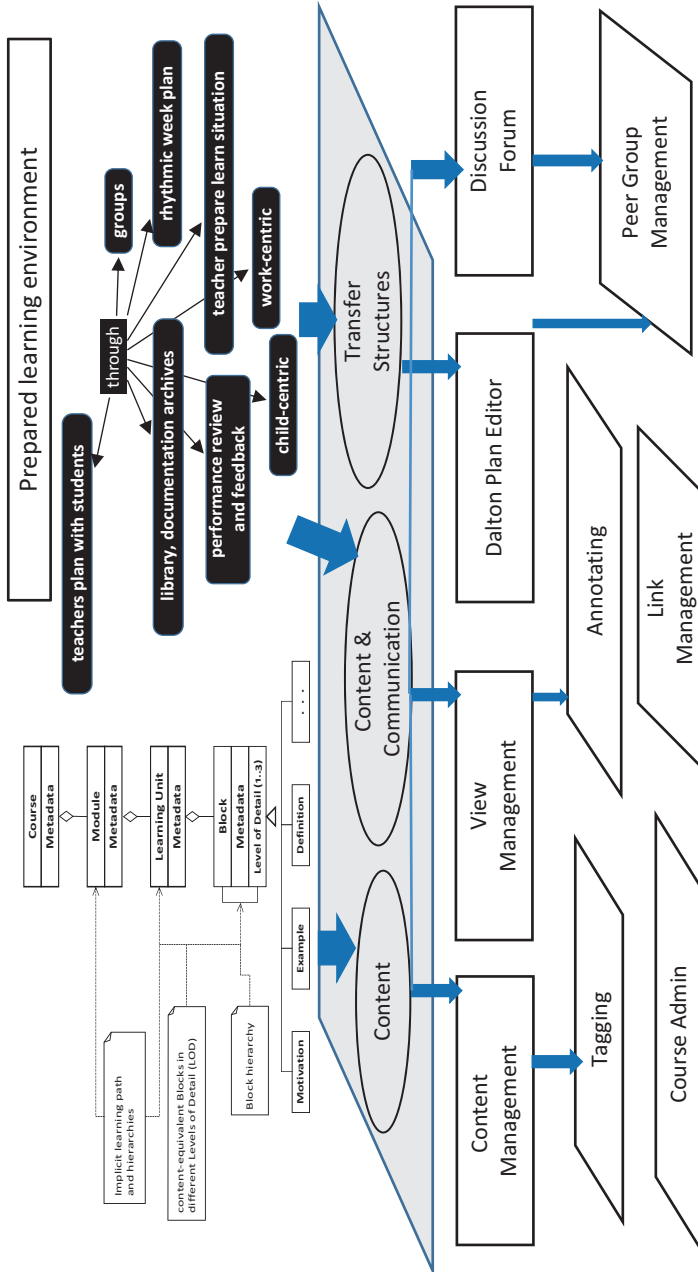 Prepared learning environment
teachers plan with students
through
groups
rhythmic week plan
teacher prepare learn situation
work-centric
library, documentation archives
performance review
and feedback
child-centric
Course
Metadata
Module
Metadata
Learning Unit
Metadata
Block
Metadata
Level of Detail (1..3)
Implicit learning path
and hierarchies
content-equivalent Blocks in
different Levels of Detail (LOD)
Block hierarchy
Motivation
Example
Definition
. . .
Content
Content &
Communication
Transfer
Structures
Content
Management
View
Management
Dalton Plan Editor
Discussion
Forum
Tagging
Annotating
Peer Group
Management
Course Admin
Link
Management